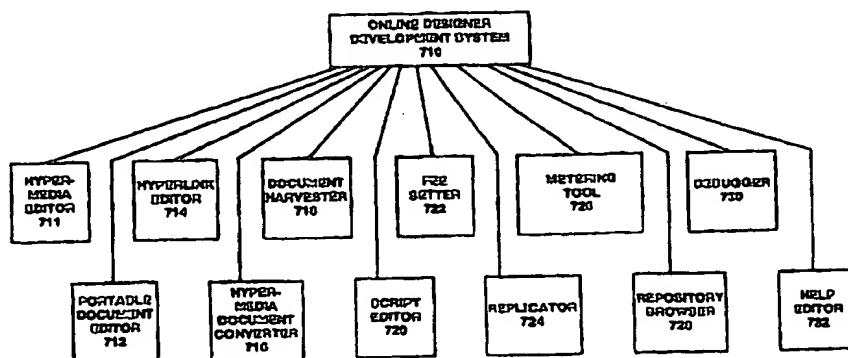 ONLINE DESIGNER
DEVELOPMENT SYSTEM
710
HYPER-
MEDIA
EDITOR
711
HYPERLINK
EDITOR
714
DOCUMENT
HARVESTER
718
FEE
SETTER
722
METERING
TOOL
726
DEBUGGER
730
PORTABLE
DOCUMENT
EDITOR
712
HYPER-
MEDIA
DOCUMENT
CONVERTER
716
SCRIPT
EDITOR
720
REPLICATOR
724
REPOSITORY
BROWSER
728
HELP
EDITOR
732